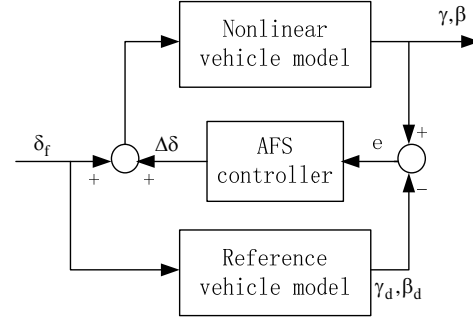 Nonlinear
vehicle model
γ,β
δf
+
+
Δδ
AFS
controller
e
+
−
Reference
vehicle model
γd,βd